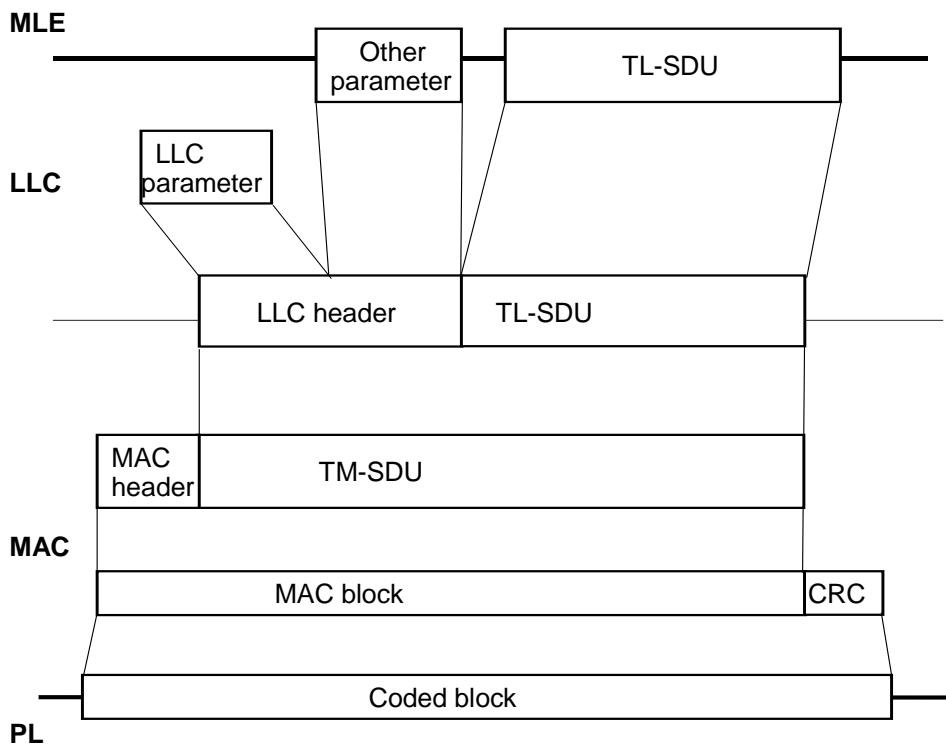 MLE
Other
parameter
TL-SDU
LLC
parameter
LLC
LLC header
TL-SDU
MAC
header
TM-SDU
MAC
MAC block
CRC
Coded block
PL